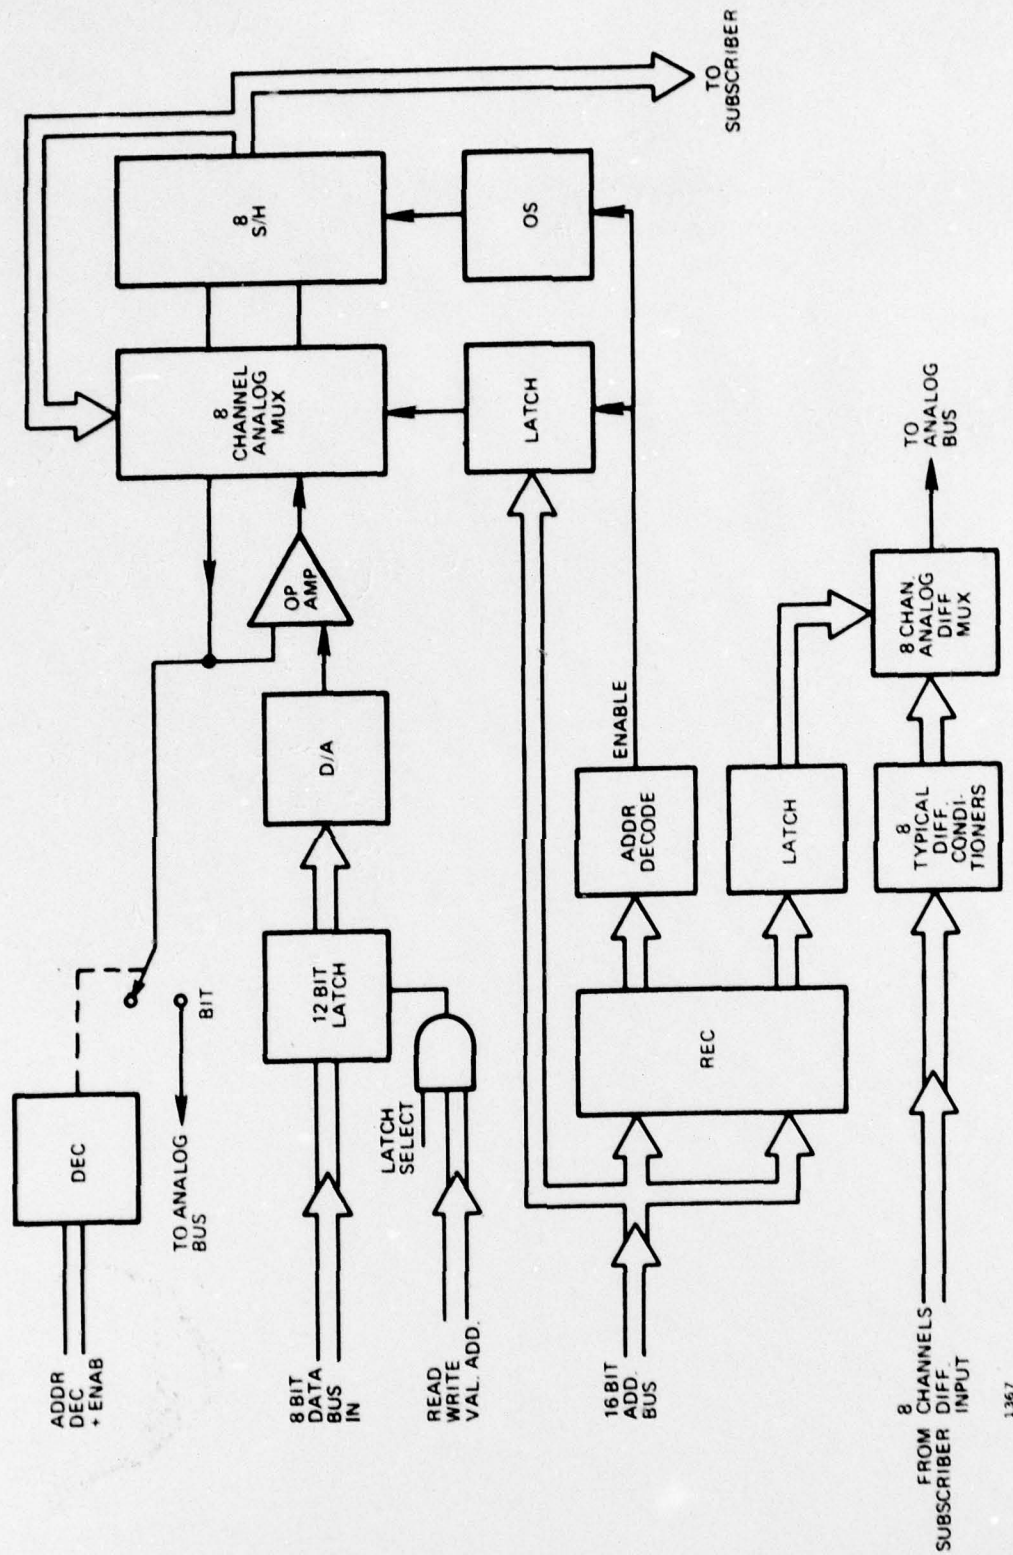 ADDR
DEC
+ ENAB
DEC
TO ANALOG
BUS
BIT
8 BIT
DATA
BUS
IN
12 BIT
LATCH
D/A
OP
AMP
8
CHANNEL
ANALOG
MUX
8
S/H
TO
SUBSCRIBER
READ
WRITE
VAL. ADD.
LATCH
SELECT
LATCH
OS
16 BIT
ADD.
BUS
REC
ADDR
DECODE
ENABLE
LATCH
8 CHAN.
ANALOG
DIFF
MUX
TO
ANALOG
BUS
8
TYPICAL
DIFF.
CONDI-
TIONERS
8
FROM CHANNELS
SUBSCRIBER DIFF.
INPUT
1367